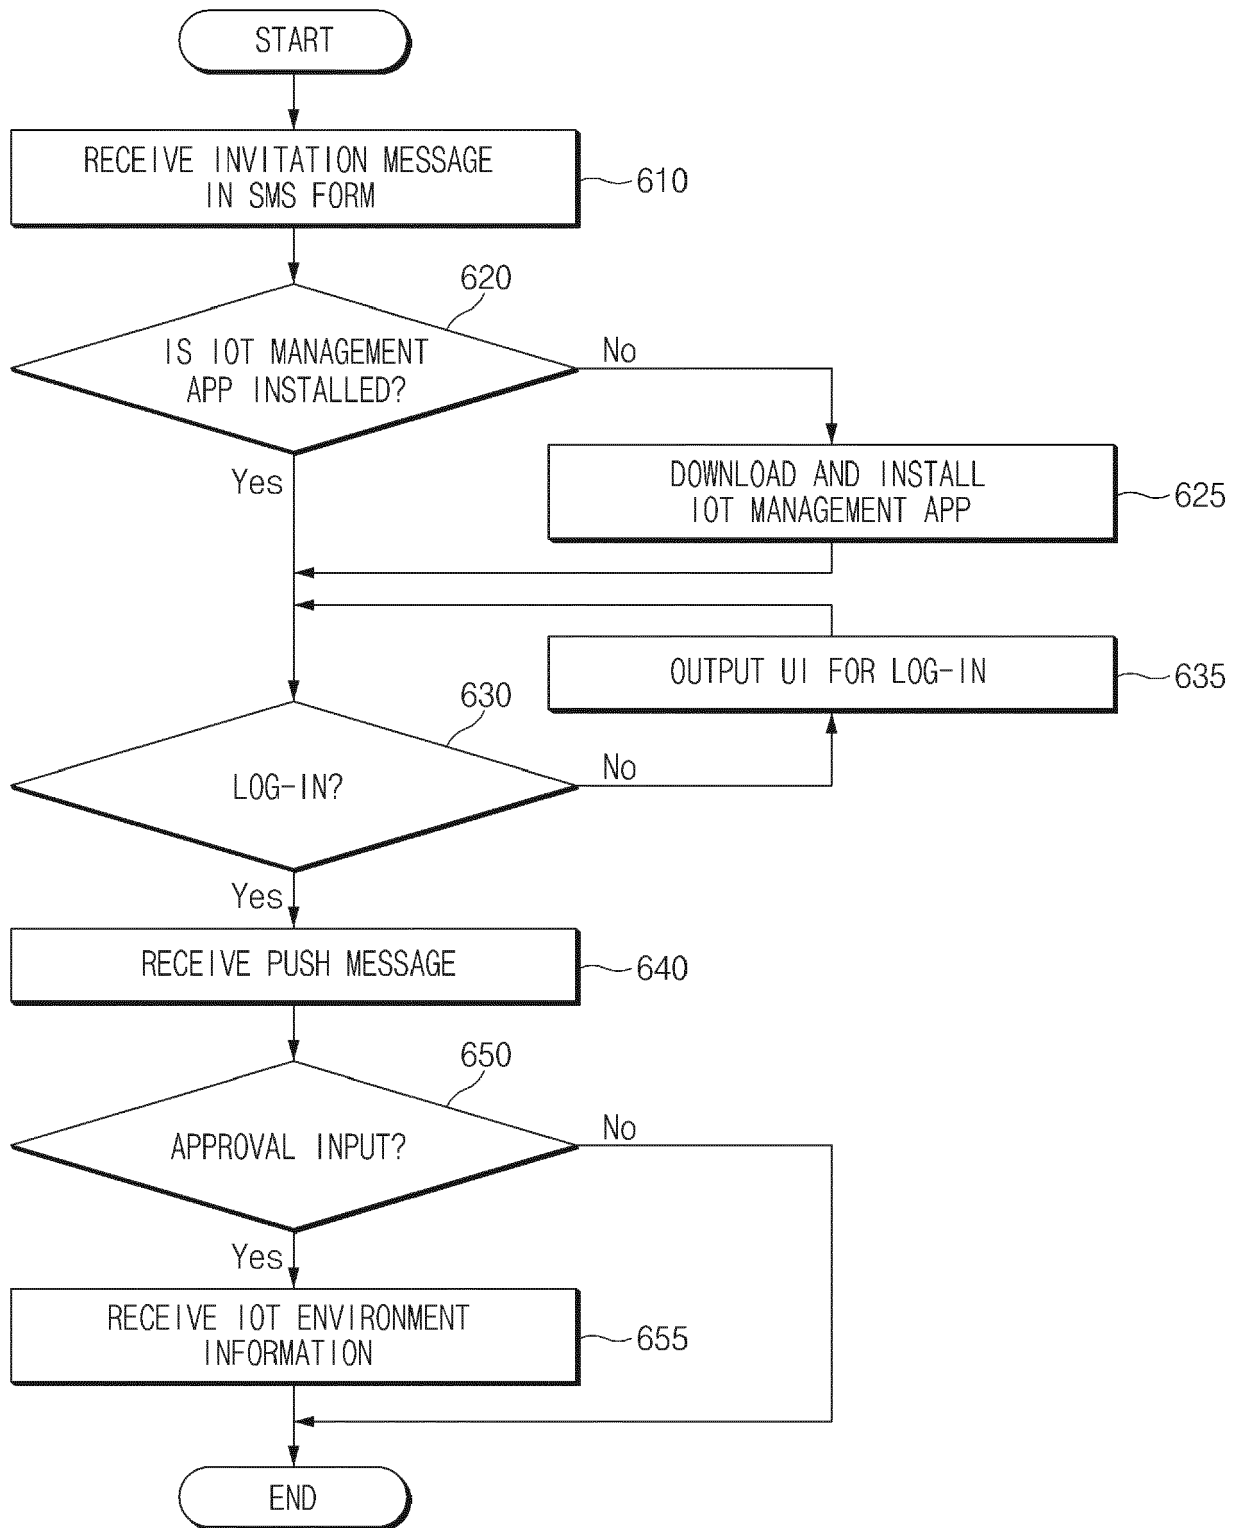 START
RECEIVE INVITATION MESSAGE
IN SMS FORM
610
620
IS IOT MANAGEMENT
APP INSTALLED?
No
Yes
DOWNLOAD AND INSTALL
IOT MANAGEMENT APP
625
OUTPUT UI FOR LOG-IN
635
630
LOG-IN?
No
Yes
RECEIVE PUSH MESSAGE
640
650
APPROVAL INPUT?
No
Yes
RECEIVE IOT ENVIRONMENT
INFORMATION
655
END